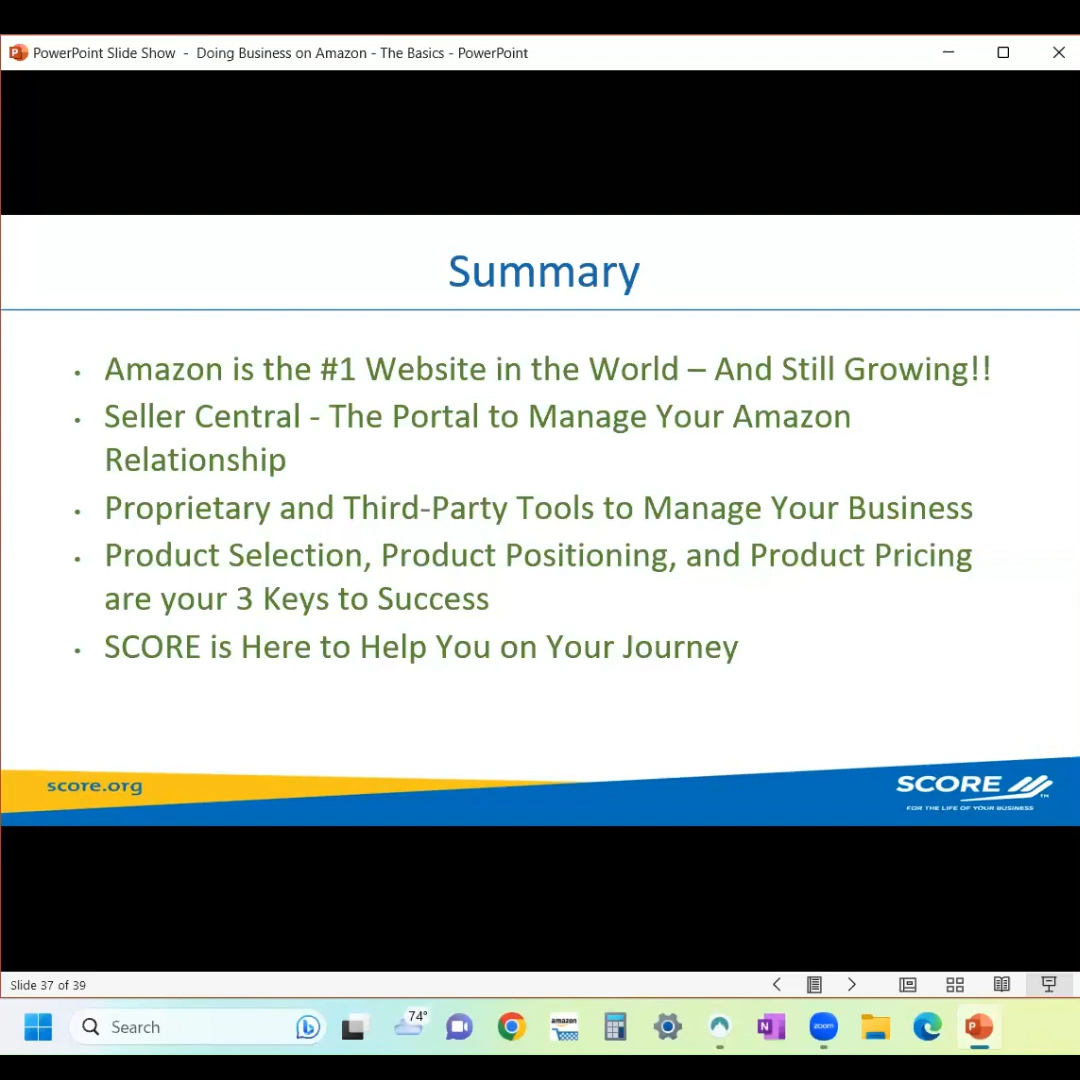 PowerPoint Slide Show - Doing Business on Amazon - The Basics - PowerPoint
Summary
• Amazon is the #1 Website in the World – And Still Growing!!
• Seller Central - The Portal to Manage Your Amazon
Relationship
• Proprietary and Third-Party Tools to Manage Your Business
• Product Selection, Product Positioning, and Product Pricing
are your 3 Keys to Success
• SCORE is Here to Help You on Your Journey
score.org
SCORE
TM
FOR THE LIFE OF YOUR BUSINESS
Slide 37 of 39
Search
74°
amazon
N
zoom
P